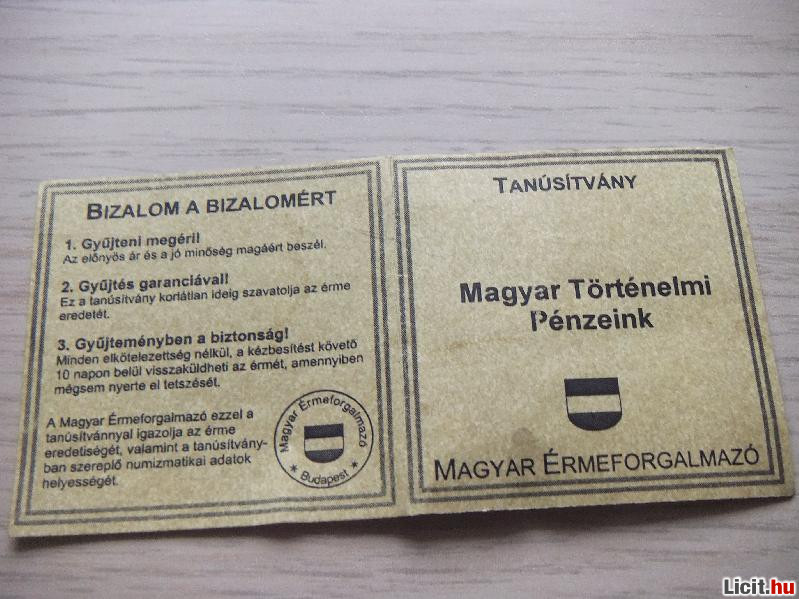 BIZALOM A BIZALOMÉRT
1. Gyűjteni megéri!
Az előnyös ár és a jó minőség magáért beszél.
2. Gyűjtés garanciával!
Ez a tanúsítvány korlátlan ideig szavatolja az érme
eredetét.
3. Gyűjteményben a biztonság!
Minden elkötelezettség nélkül, a kézbesítést követő
10 napon belül visszaküldheti az érmét, amennyiben
mégsem nyerte el tetszését.
A Magyar Érmeforgalmazó ezzel a
tanúsítvánnyal igazolja az érme
eredetiségét, valamint a tanúsítvány-
ban szereplő numizmatikai adatok
helyességét.
Magyar Érmeforgalmazó
* Budapest *
TANÚSÍTVÁNY
Magyar Történelmi
Pénzeink
MAGYAR ÉRMEFORGALMAZÓ
Licit.hu